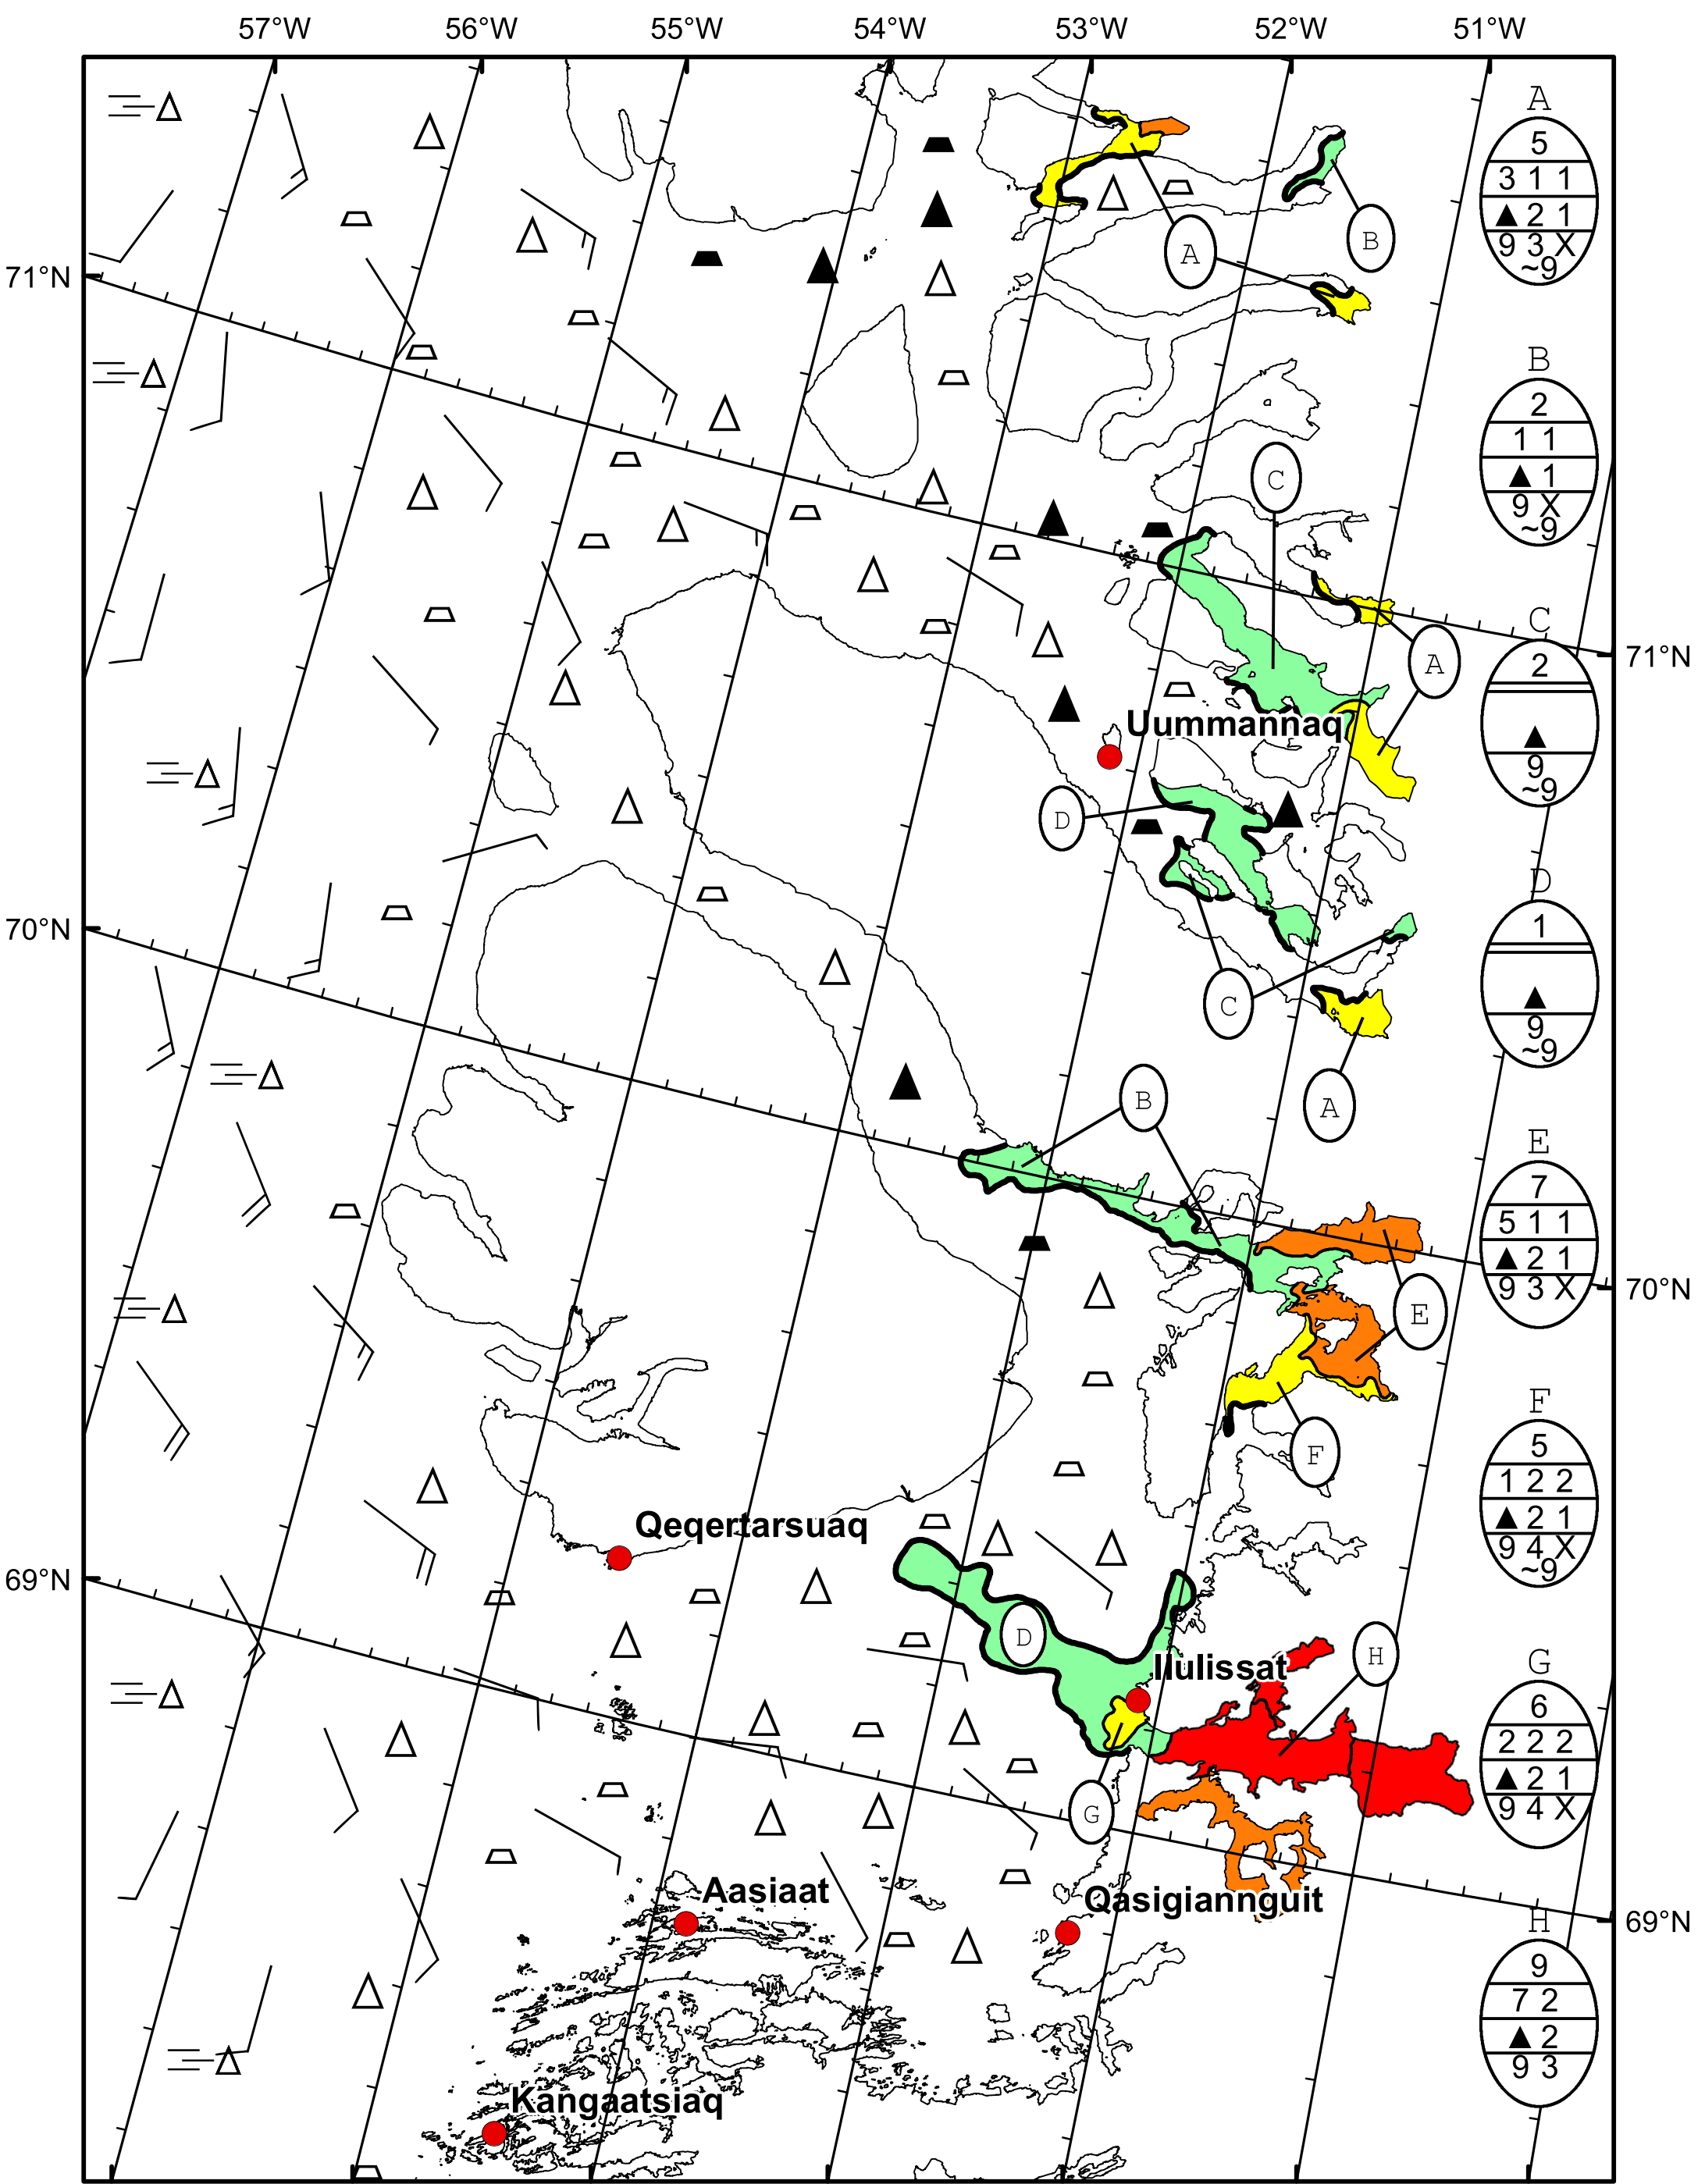 57°W 56°W 55°W 54°W 53°W 52°W 51°W
A
5
3 1 1
▲ 2 1
9 3 X
~9
B
A
71°N
B
2
1 1
▲ 1
9 X
~9
C
C
2
▲
9
~9
A
71°N
Uummannaq
D
D
1
▲
9
~9
70°N
C
A
B
E
7
5 1 1
▲ 2 1
9 3 X
70°N
E
F
F
5
1 2 2
▲ 2 1
9 4 X
~9
Qeqertarsuaq
69°N
D
Ilulissat
H
G
6
2 2 2
▲ 2 1
9 4 X
G
Aasiaat
Qasigiannguit
69°N
H
9
7 2
▲ 2
9 3
Kangaatsiaq